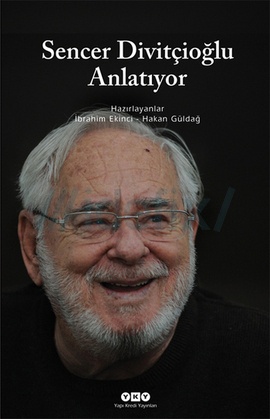 Sencer Divitçioğlu
Anlatıyor
Hazırlayanlar
İbrahim Ekinci - Hakan Güldağ
YKY
Yapı Kredi Yayınları